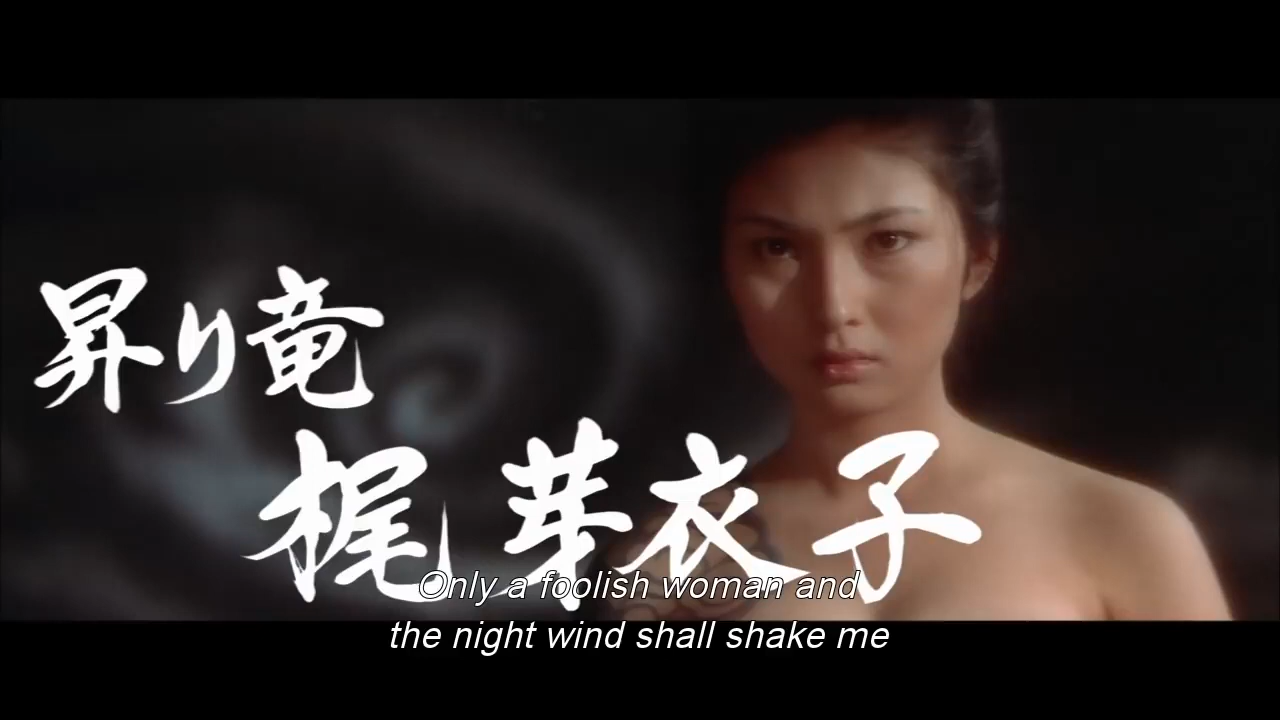 昇り竜
梶芽衣子
Only a foolish woman and
the night wind shall shake me